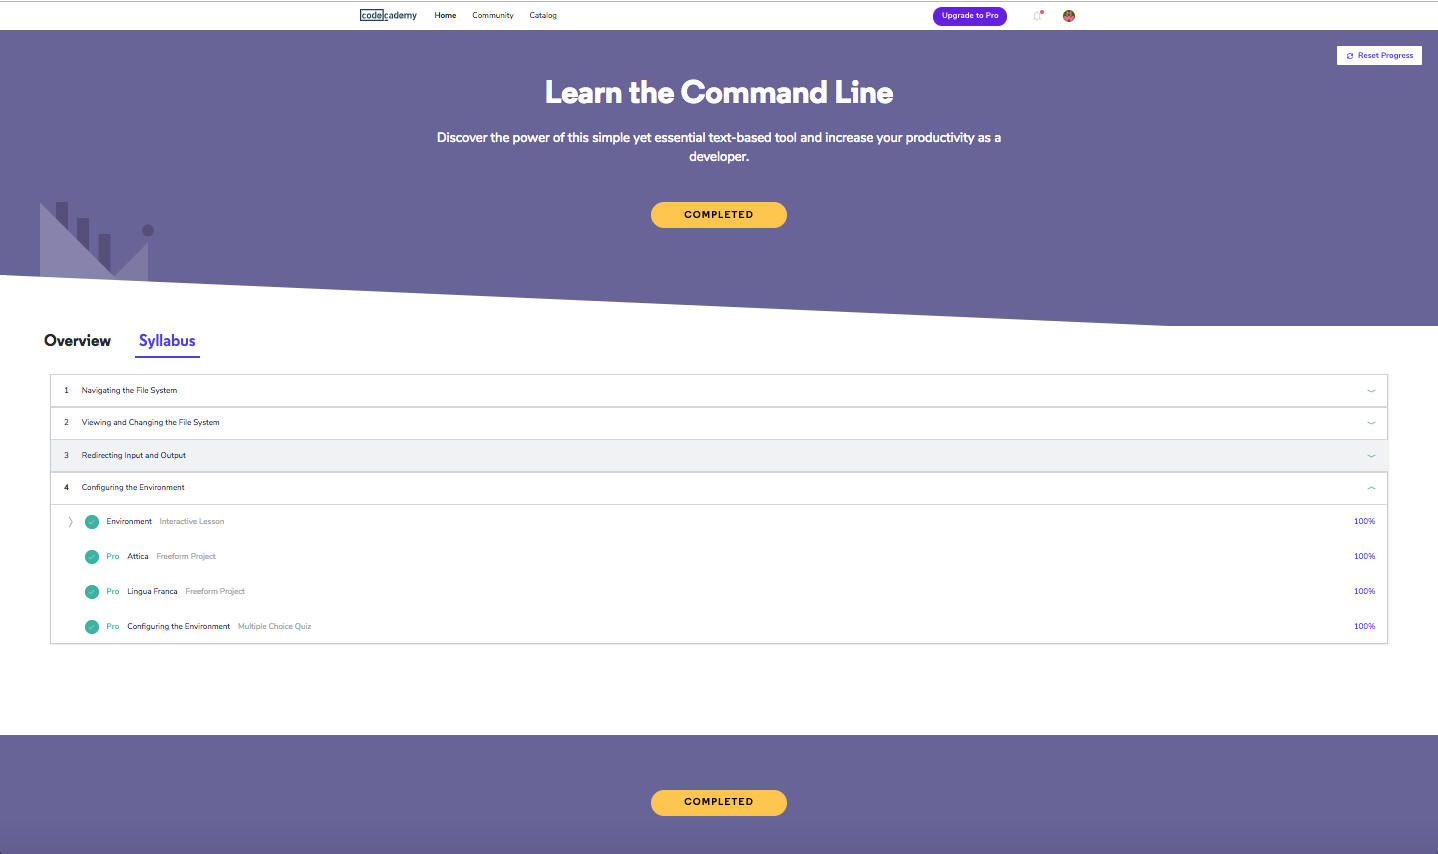 codecademy Home Community Catalog Upgrade to Pro
Reset Progress
Learn the Command Line
Discover the power of this simple yet essential text-based tool and increase your productivity as a
developer.
COMPLETED
Overview Syllabus
1 Navigating the File System
2 Viewing and Changing the File System
3 Redirecting Input and Output
4 Configuring the Environment
Environment Interactive Lesson 100%
Pro Attica Freeform Project 100%
Pro Lingua Franca Freeform Project 100%
Pro Configuring the Environment Multiple Choice Quiz 100%
COMPLETED